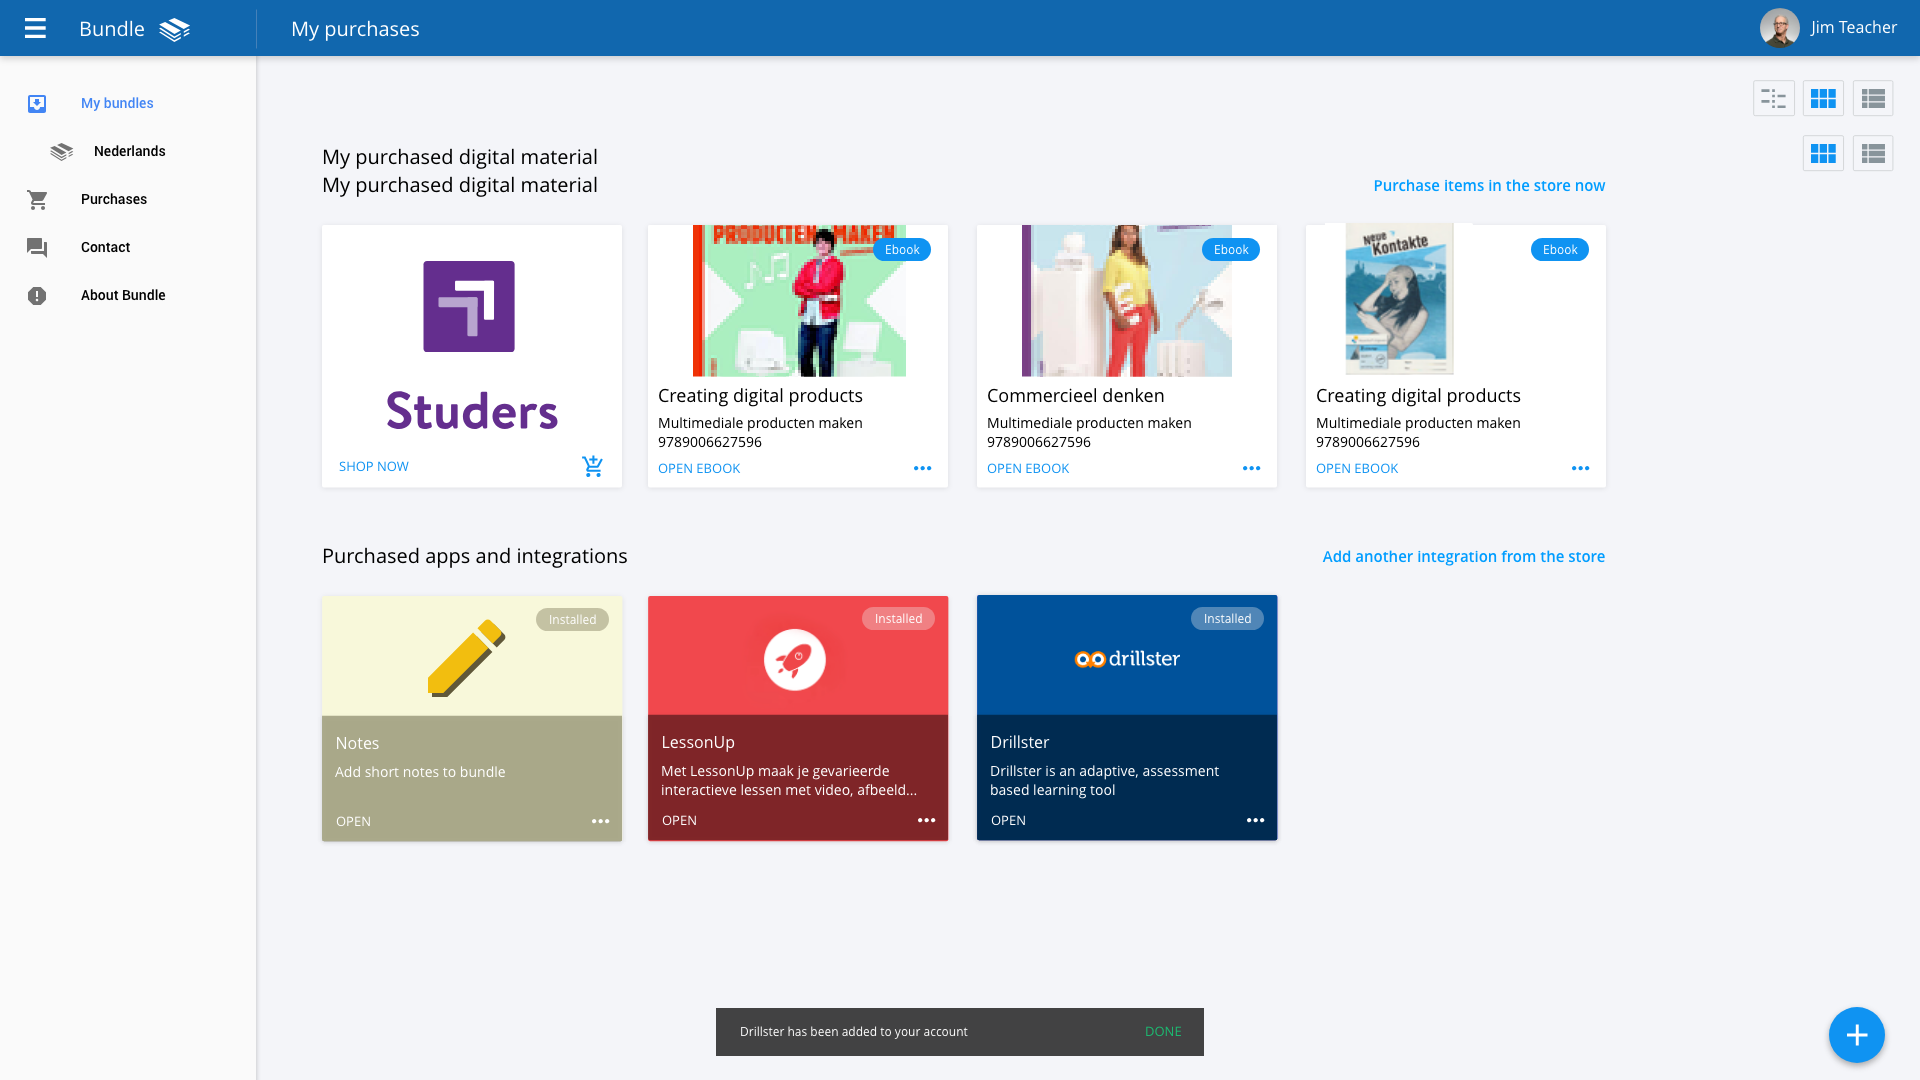 Bundle
My purchases
Jim Teacher
My bundles
Nederlands
Purchases
Contact
About Bundle
My purchased digital material
My purchased digital material
Purchase items in the store now
Studers
SHOP NOW
PRODUCTEN MAKEN
Ebook
Creating digital products
Multimediale producten maken
9789006627596
OPEN EBOOK
Ebook
Commercieel denken
Multimediale producten maken
9789006627596
OPEN EBOOK
Neue
Kontakte
Ebook
Creating digital products
Multimediale producten maken
9789006627596
OPEN EBOOK
Purchased apps and integrations
Add another integration from the store
Installed
Notes
Add short notes to bundle
OPEN
Installed
LessonUp
Met LessonUp maak je gevarieerde
interactieve lessen met video, afbeeld...
OPEN
Installed
drillster
Drillster
Drillster is an adaptive, assessment
based learning tool
OPEN
Drillster has been added to your account
DONE